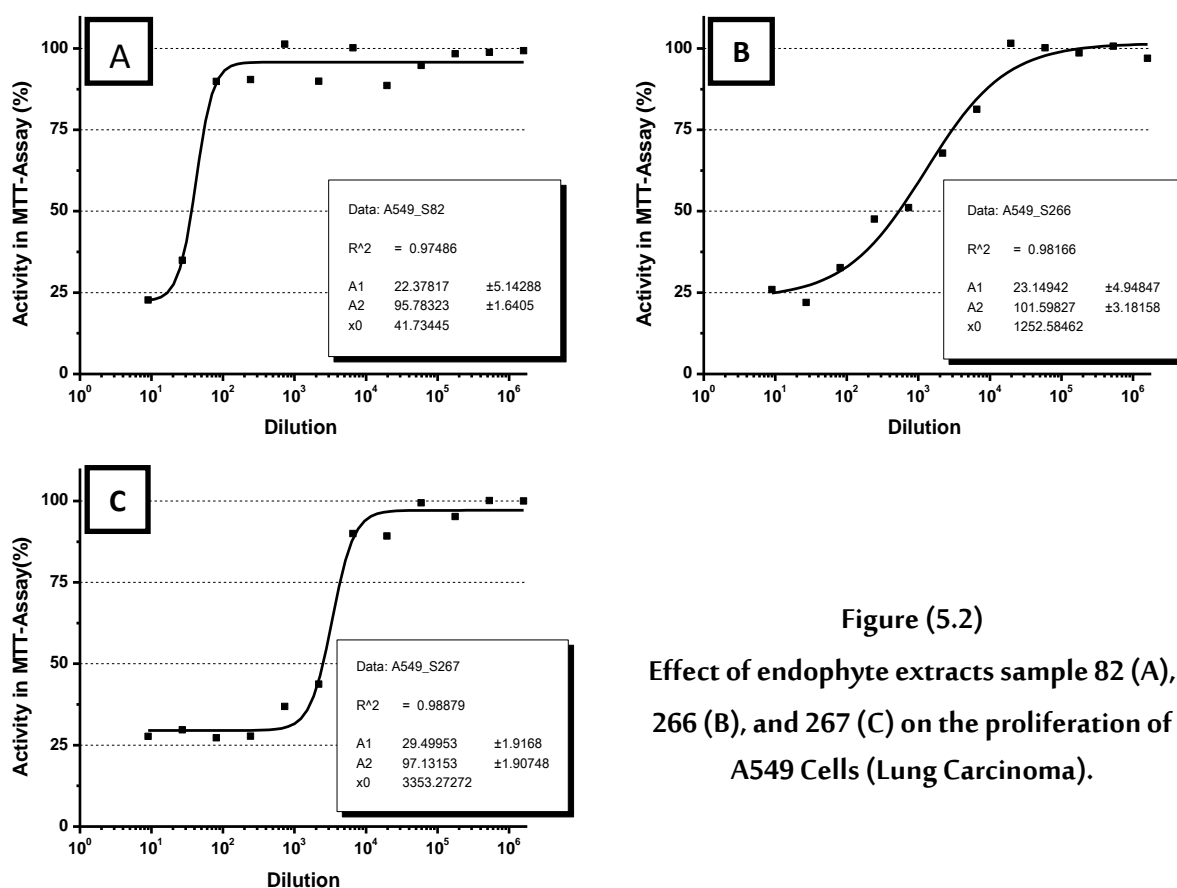 A
Activity in MTT-Assay (%)
100
75
50
25
0
Data: A549_S82
R^2 = 0.97486
A1 22.37817 ±5.14288
A2 95.78323 ±1.6405
x0 41.73445
10^0 10^1 10^2 10^3 10^4 10^5 10^6
Dilution
B
Activity in MTT-Assay (%)
100
75
50
25
0
Data: A549_S266
R^2 = 0.98166
A1 23.14942 ±4.94847
A2 101.59827 ±3.18158
x0 1252.58462
10^0 10^1 10^2 10^3 10^4 10^5 10^6
Dilution
C
Activity in MTT-Assay(%)
100
75
50
25
0
Data: A549_S267
R^2 = 0.98879
A1 29.49953 ±1.9168
A2 97.13153 ±1.90748
x0 3353.27272
10^0 10^1 10^2 10^3 10^4 10^5 10^6
Dilution
Figure (5.2)
Effect of endophyte extracts sample 82 (A),
266 (B), and 267 (C) on the proliferation of
A549 Cells (Lung Carcinoma).